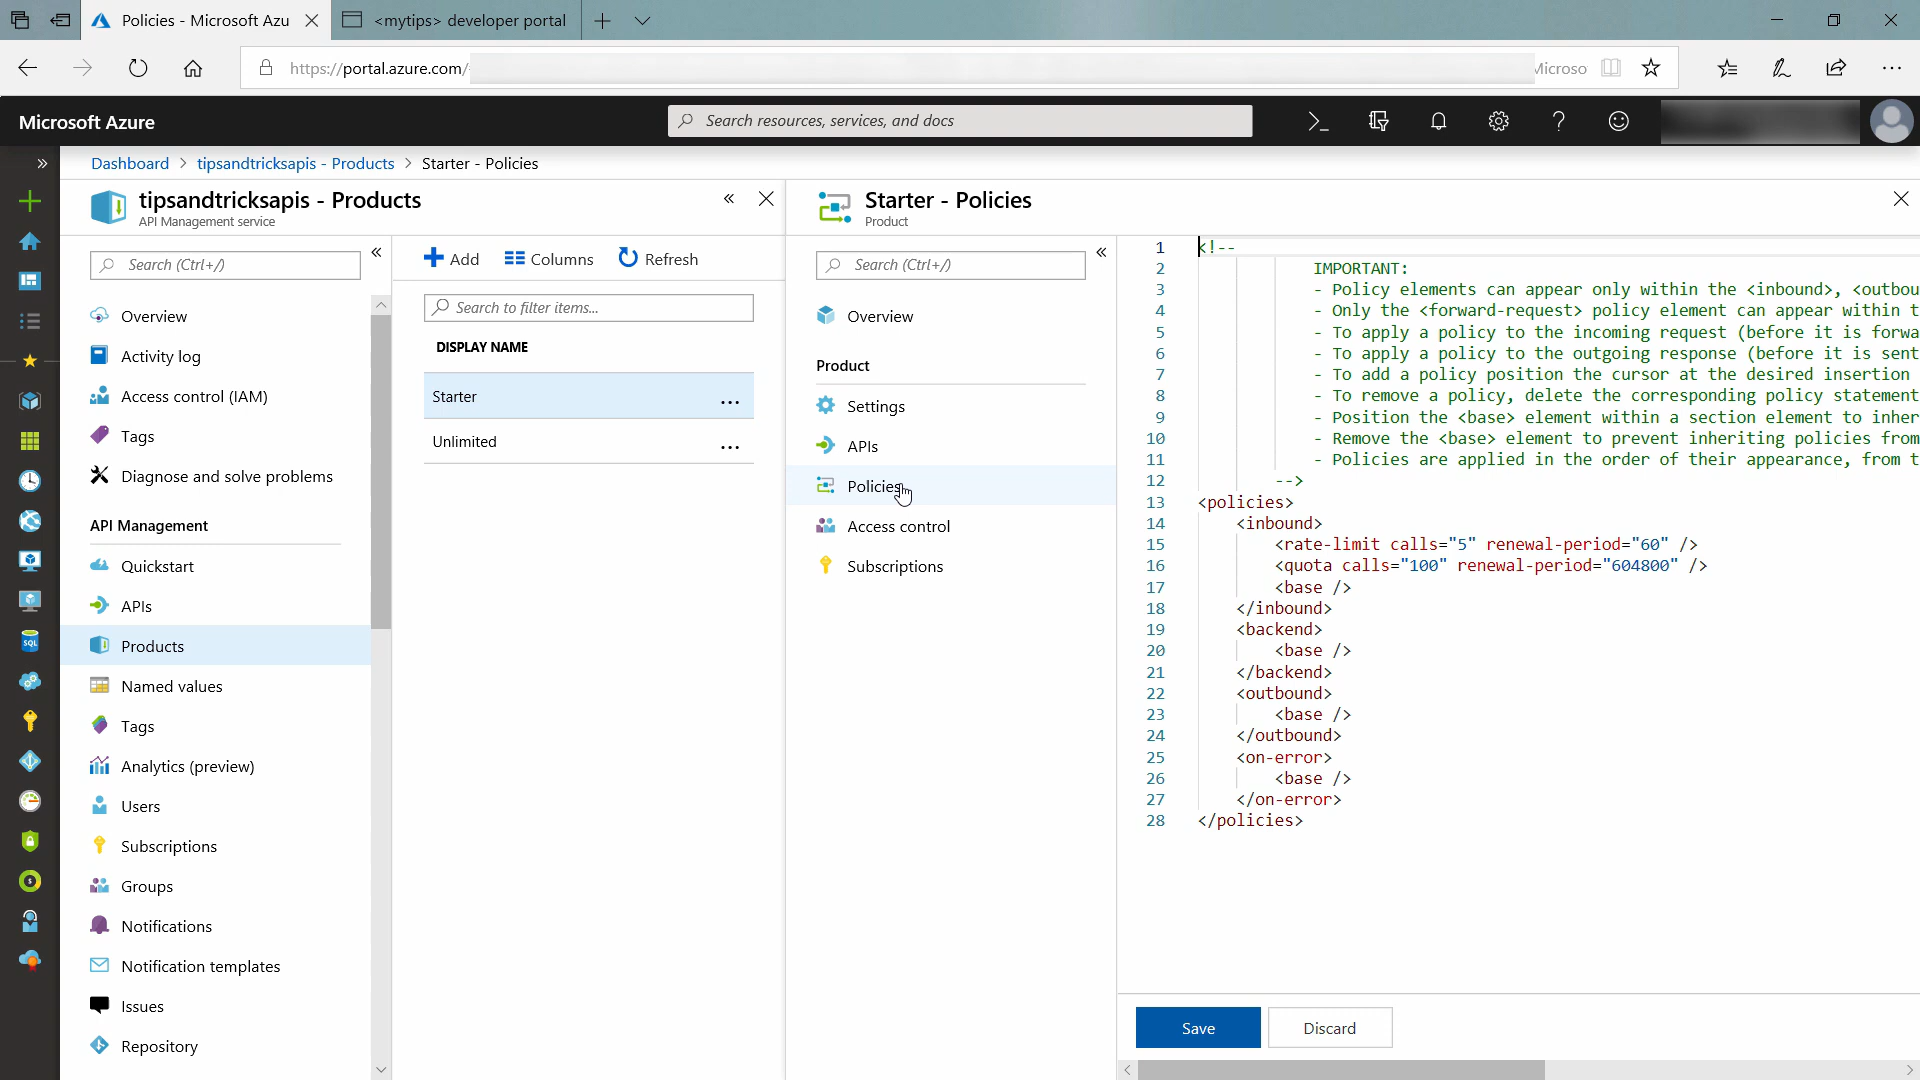 Policies - Microsoft Azu
<mytips> developer portal
https://portal.azure.com/
Microso
Microsoft Azure
Search resources, services, and docs
Dashboard > tipsandtricksapis - Products > Starter - Policies
tipsandtricksapis - Products
API Management service
Search (Ctrl+/)
Overview
Activity log
Access control (IAM)
Tags
Diagnose and solve problems
API Management
Quickstart
APIs
Products
Named values
Tags
Analytics (preview)
Users
Subscriptions
Groups
Notifications
Notification templates
Issues
Repository
Add
Columns
Refresh
Search to filter items...
DISPLAY NAME
Starter ...
Unlimited ...
Starter - Policies
Product
Search (Ctrl+/)
Overview
Product
Settings
APIs
Policies
Access control
Subscriptions
1 <!--
2 IMPORTANT:
3 - Policy elements can appear only within the <inbound>, <outbou
4 - Only the <forward-request> policy element can appear within t
5 - To apply a policy to the incoming request (before it is forwa
6 - To apply a policy to the outgoing response (before it is sent
7 - To add a policy position the cursor at the desired insertion
8 - To remove a policy, delete the corresponding policy statement
9 - Position the <base> element within a section element to inher
10 - Remove the <base> element to prevent inheriting policies from
11 - Policies are applied in the order of their appearance, from t
12 -->
13 <policies>
14 <inbound>
15 <rate-limit calls="5" renewal-period="60" />
16 <quota calls="100" renewal-period="604800" />
17 <base />
18 </inbound>
19 <backend>
20 <base />
21 </backend>
22 <outbound>
23 <base />
24 </outbound>
25 <on-error>
26 <base />
27 </on-error>
28 </policies>
Save
Discard